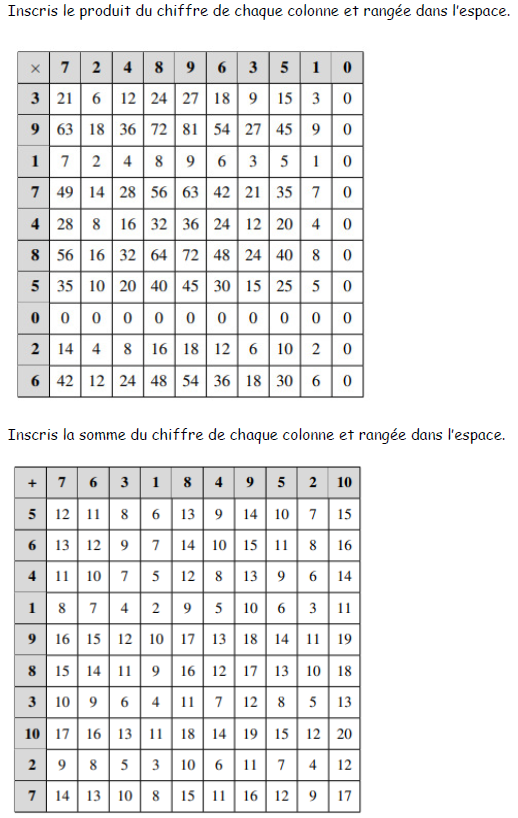 Inscris le produit du chiffre de chaque colonne et rangée dans l'espace.
× 7 2 4 8 9 6 3 5 1 0
3 21 6 12 24 27 18 9 15 3 0
9 63 18 36 72 81 54 27 45 9 0
1 7 2 4 8 9 6 3 5 1 0
7 49 14 28 56 63 42 21 35 7 0
4 28 8 16 32 36 24 12 20 4 0
8 56 16 32 64 72 48 24 40 8 0
5 35 10 20 40 45 30 15 25 5 0
0 0 0 0 0 0 0 0 0 0 0
2 14 4 8 16 18 12 6 10 2 0
6 42 12 24 48 54 36 18 30 6 0
Inscris la somme du chiffre de chaque colonne et rangée dans l'espace.
+ 7 6 3 1 8 4 9 5 2 10
5 12 11 8 6 13 9 14 10 7 15
6 13 12 9 7 14 10 15 11 8 16
4 11 10 7 5 12 8 13 9 6 14
1 8 7 4 2 9 5 10 6 3 11
9 16 15 12 10 17 13 18 14 11 19
8 15 14 11 9 16 12 17 13 10 18
3 10 9 6 4 11 7 12 8 5 13
10 17 16 13 11 18 14 19 15 12 20
2 9 8 5 3 10 6 11 7 4 12
7 14 13 10 8 15 11 16 12 9 17